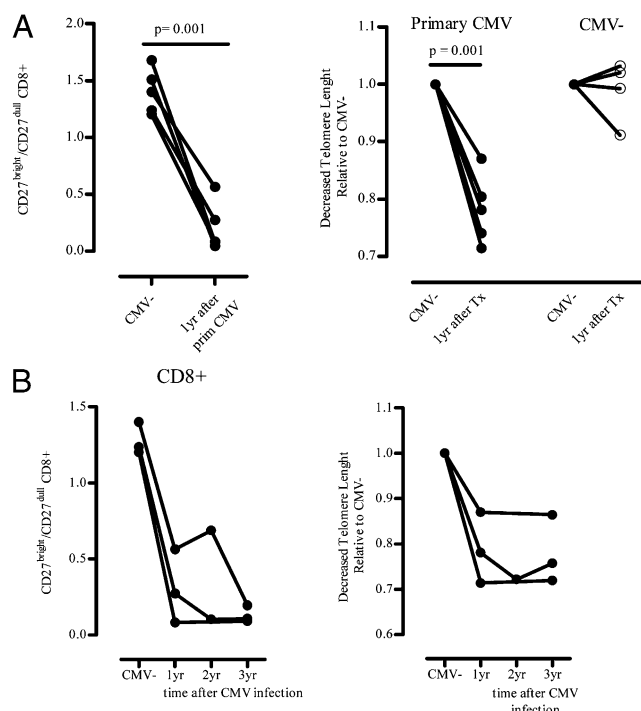 A
p= 0.001
CD27bright/CD27dull CD8+
2.0
1.5
1.0
0.5
0.0
CMV-
1yr after
prim CMV
Primary CMV
CMV-
p = 0.001
Decreased Telomere Lenght
Relative to CMV-
1.1
1.0
0.9
0.8
0.7
CMV-
1yr after Tx
CMV-
1yr after Tx
B
CD8+
CD27bright/CD27dull CD8+
1.5
1.0
0.5
0.0
CMV-
1yr
2yr
3yr
time after CMV infection
Decreased Telomere Lenght
Relative to CMV-
1.1
1.0
0.9
0.8
0.7
0.6
CMV-
1yr
2yr
3yr
time after CMV
infection